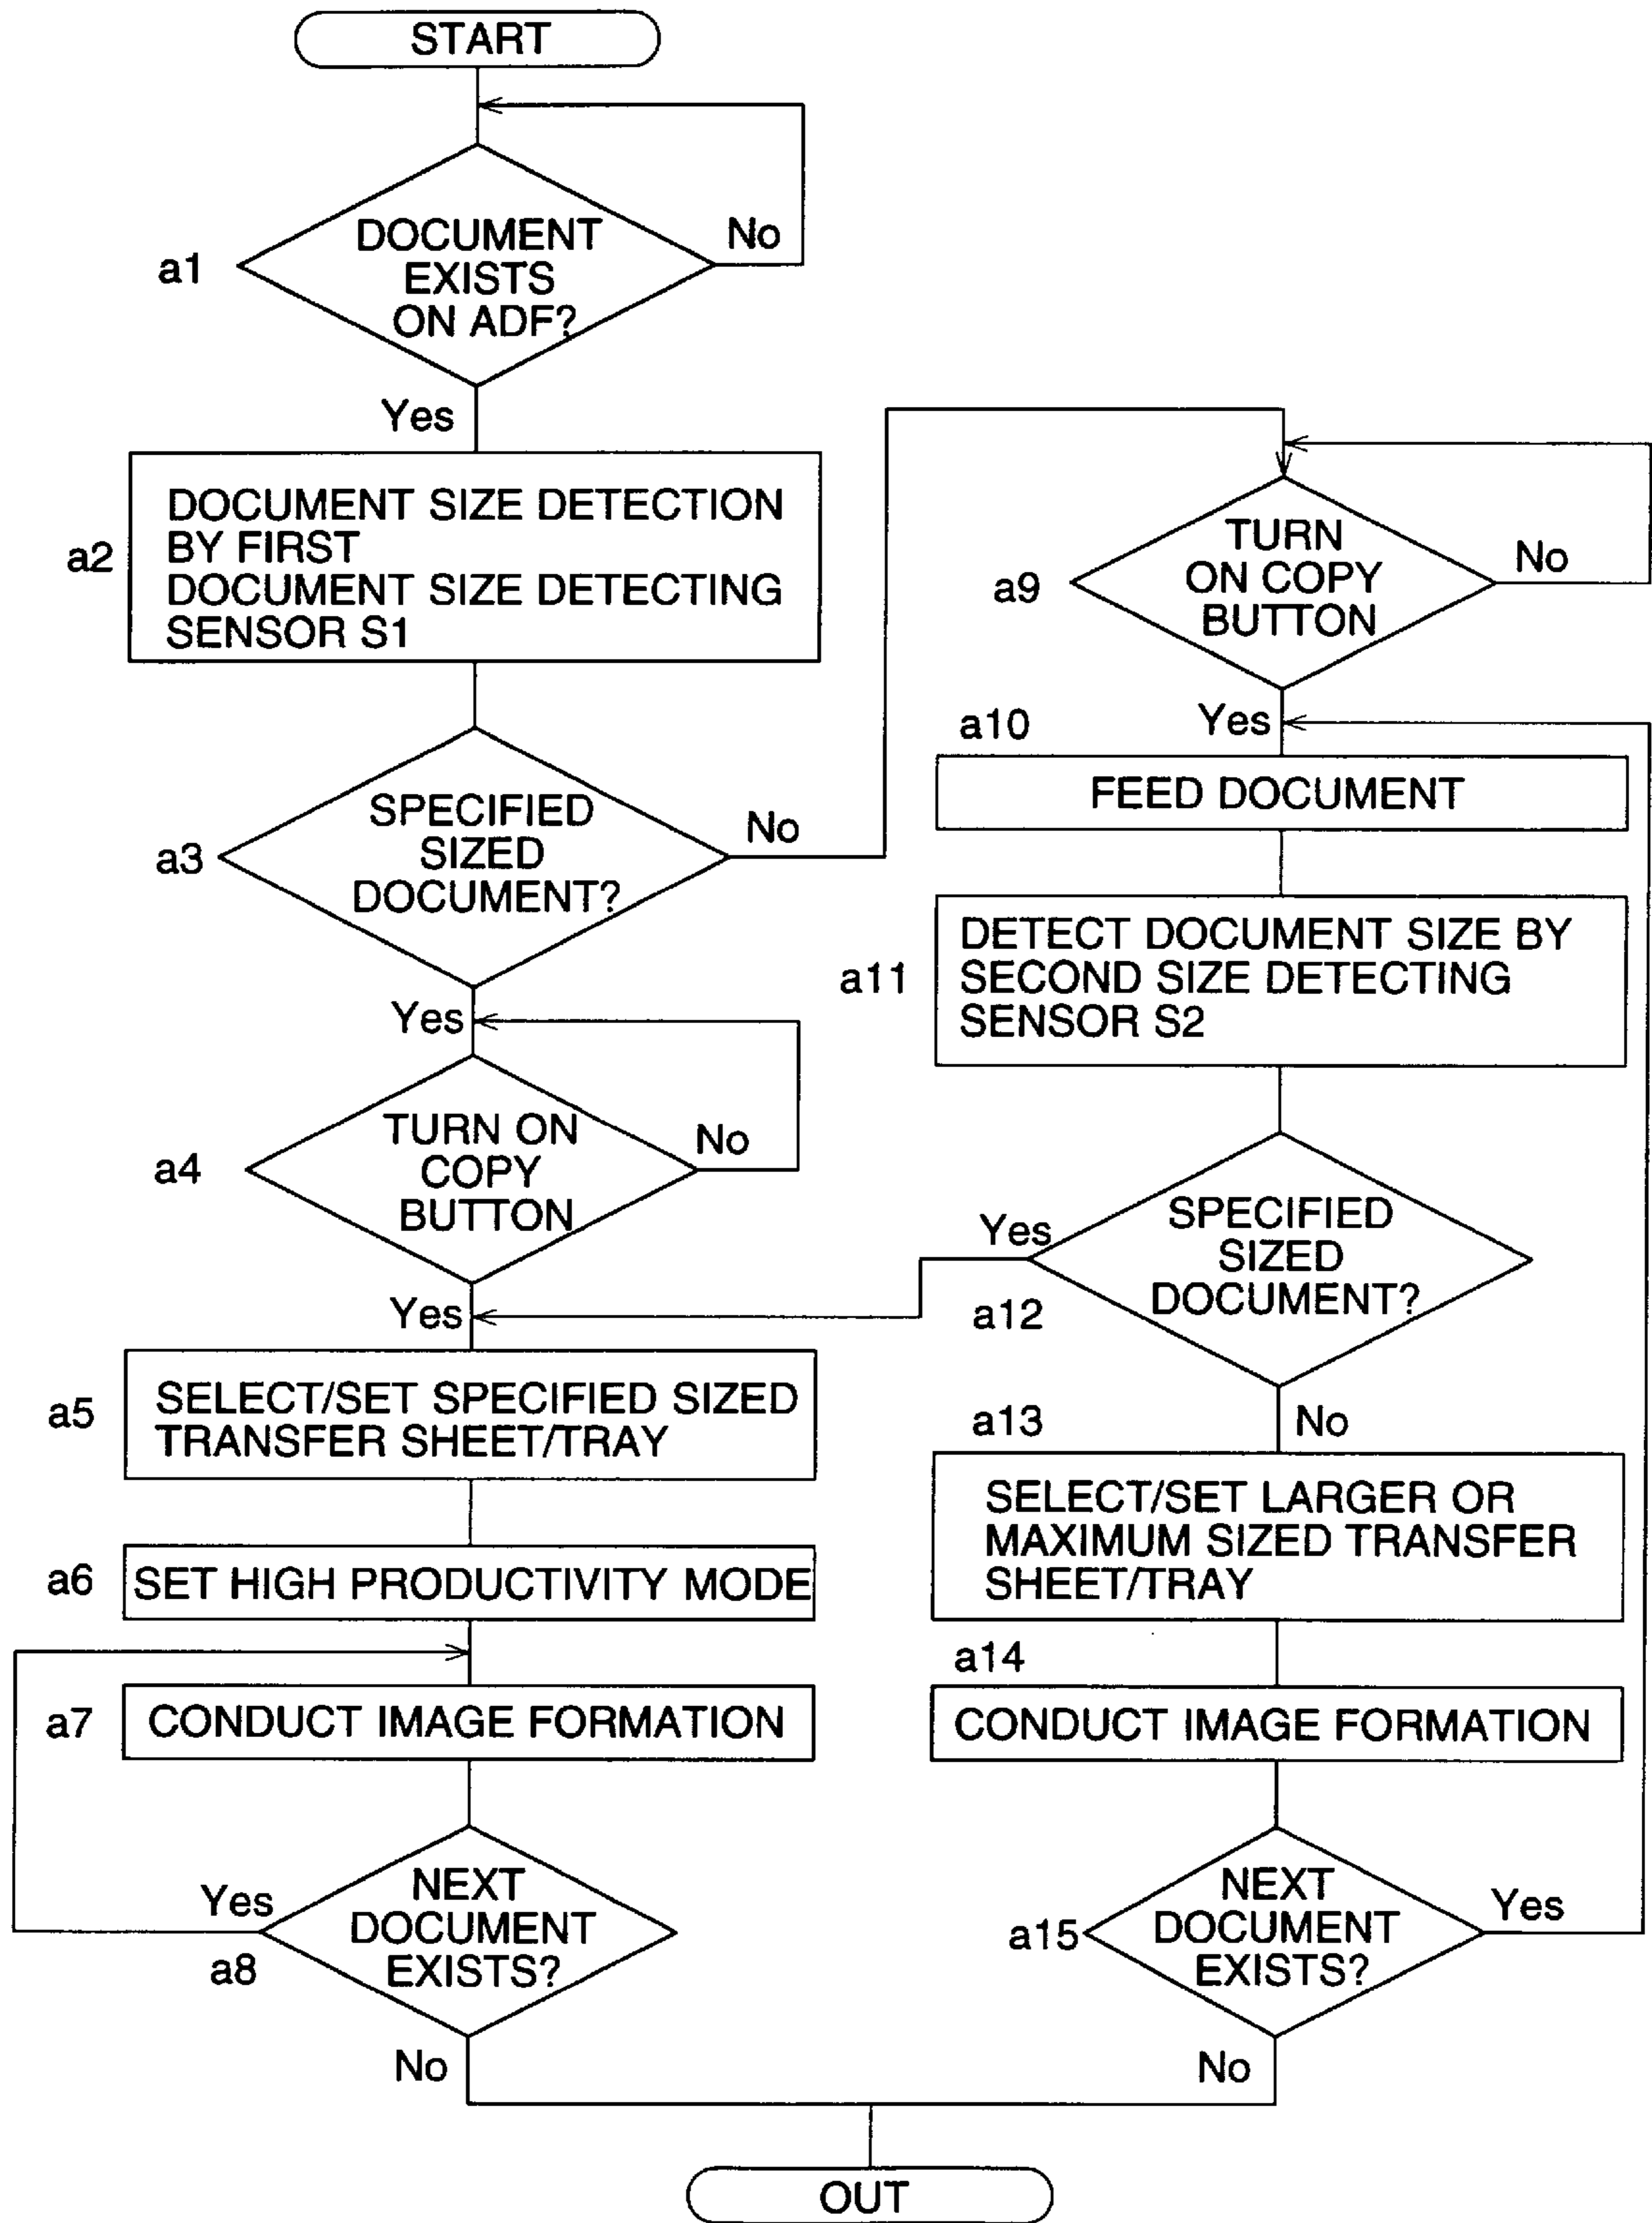 START
a1
DOCUMENT
EXISTS
ON ADF?
No
Yes
a2
DOCUMENT SIZE DETECTION
BY FIRST
DOCUMENT SIZE DETECTING
SENSOR S1
a3
SPECIFIED
SIZED
DOCUMENT?
No
Yes
a4
TURN ON
COPY
BUTTON
No
Yes
a5
SELECT/SET SPECIFIED SIZED
TRANSFER SHEET/TRAY
a6
SET HIGH PRODUCTIVITY MODE
a7
CONDUCT IMAGE FORMATION
Yes
a8
NEXT
DOCUMENT
EXISTS?
No
a9
TURN
ON COPY
BUTTON
No
Yes
a10
FEED DOCUMENT
a11
DETECT DOCUMENT SIZE BY
SECOND SIZE DETECTING
SENSOR S2
Yes
a12
SPECIFIED
SIZED
DOCUMENT?
No
a13
SELECT/SET LARGER OR
MAXIMUM SIZED TRANSFER
SHEET/TRAY
a14
CONDUCT IMAGE FORMATION
a15
NEXT
DOCUMENT
EXISTS?
Yes
No
OUT